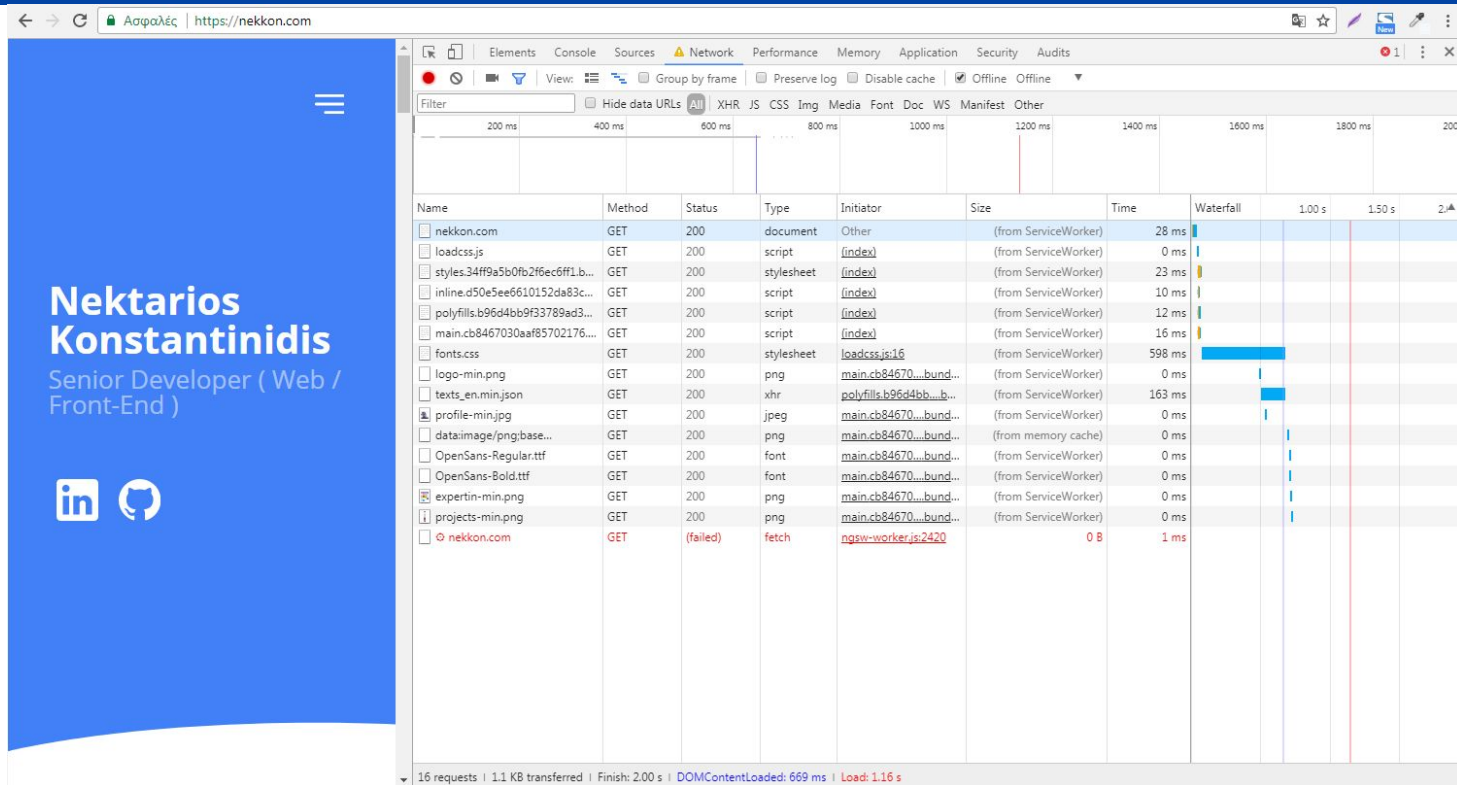 Ασφαλές https://nekkon.com
New
Nektarios
Konstantinidis
Senior Developer ( Web /
Front-End )
in
Elements Console Sources Network Performance Memory Application Security Audits 1
View: Group by frame Preserve log Disable cache Offline Offline
Filter Hide data URLs All XHR JS CSS Img Media Font Doc WS Manifest Other
200 ms 400 ms 600 ms 800 ms 1000 ms 1200 ms 1400 ms 1600 ms 1800 ms 200
Name Method Status Type Initiator Size Time Waterfall 1.00 s 1.50 s 2.
nekkon.com GET 200 document Other (from ServiceWorker) 28 ms
loadcss.js GET 200 script (index) (from ServiceWorker) 0 ms
styles.34ff9a5b0fb2f6ec6ff1.b... GET 200 stylesheet (index) (from ServiceWorker) 23 ms
inline.d50e5ee6610152da83c... GET 200 script (index) (from ServiceWorker) 10 ms
polyfills.b96d4bb9f33789ad3... GET 200 script (index) (from ServiceWorker) 12 ms
main.cb8467030aaf85702176.... GET 200 script (index) (from ServiceWorker) 16 ms
fonts.css GET 200 stylesheet loadcss.js:16 (from ServiceWorker) 598 ms
logo-min.png GET 200 png main.cb84670....bund... (from ServiceWorker) 0 ms
texts_en.min.json GET 200 xhr polyfills.b96d4bb....b... (from ServiceWorker) 163 ms
profile-min.jpg GET 200 jpeg main.cb84670....bund... (from ServiceWorker) 0 ms
data:image/png;base... GET 200 png main.cb84670....bund... (from memory cache) 0 ms
OpenSans-Regular.ttf GET 200 font main.cb84670....bund... (from ServiceWorker) 0 ms
OpenSans-Bold.ttf GET 200 font main.cb84670....bund... (from ServiceWorker) 0 ms
expertin-min.png GET 200 png main.cb84670....bund... (from ServiceWorker) 0 ms
projects-min.png GET 200 png main.cb84670....bund... (from ServiceWorker) 0 ms
nekkon.com GET (failed) fetch ngsw-worker.js:2420 0 B 1 ms
16 requests | 1.1 KB transferred | Finish: 2.00 s | DOMContentLoaded: 669 ms | Load: 1.16 s